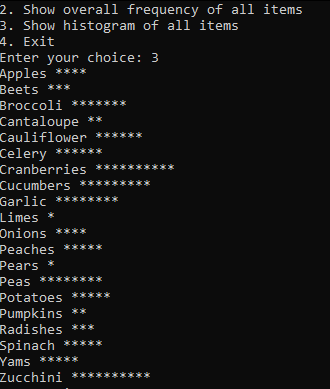 2. Show overall frequency of all items
3. Show histogram of all items
4. Exit
Enter your choice: 3
Apples ****
Beets ***
Broccoli *******
Cantaloupe **
Cauliflower ******
Celery ******
Cranberries **********
Cucumbers *********
Garlic ********
Limes *
Onions ****
Peaches *****
Pears *
Peas ********
Potatoes *****
Pumpkins **
Radishes ***
Spinach *****
Yams *****
Zucchini **********